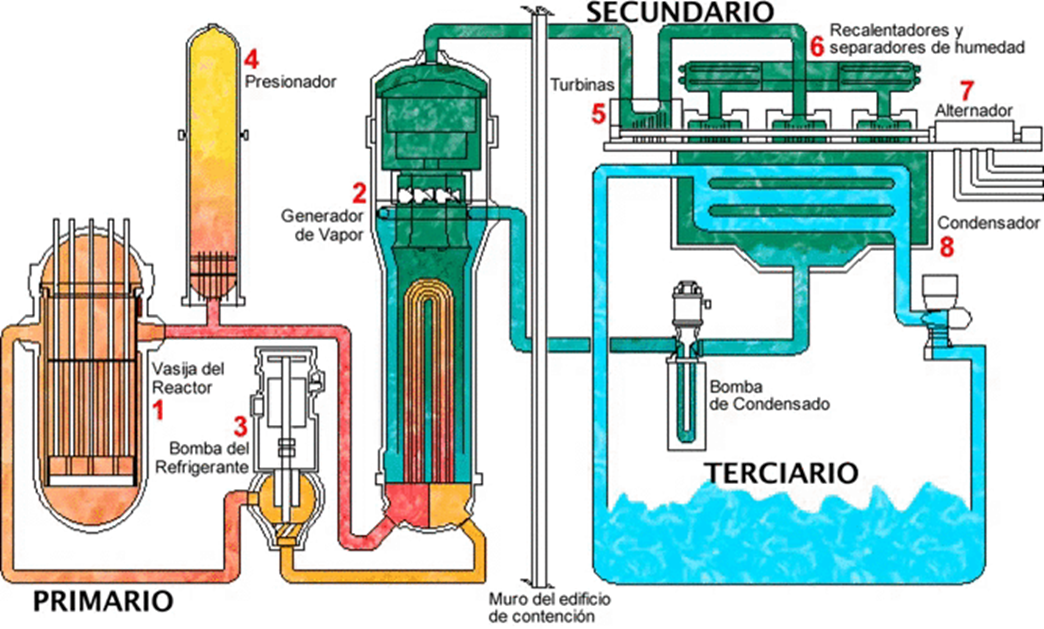 SECUNDARIO
4
Presionador
Turbinas
5
6
Recalentadores y
separadores de humedad
7
Alternador
2
Generador
de Vapor
Condensador
8
Vasija del
Reactor
1
3
Bomba del
Refrigerante
Bomba
de Condensado
TERCIARIO
PRIMARIO
Muro del edificio
de contención